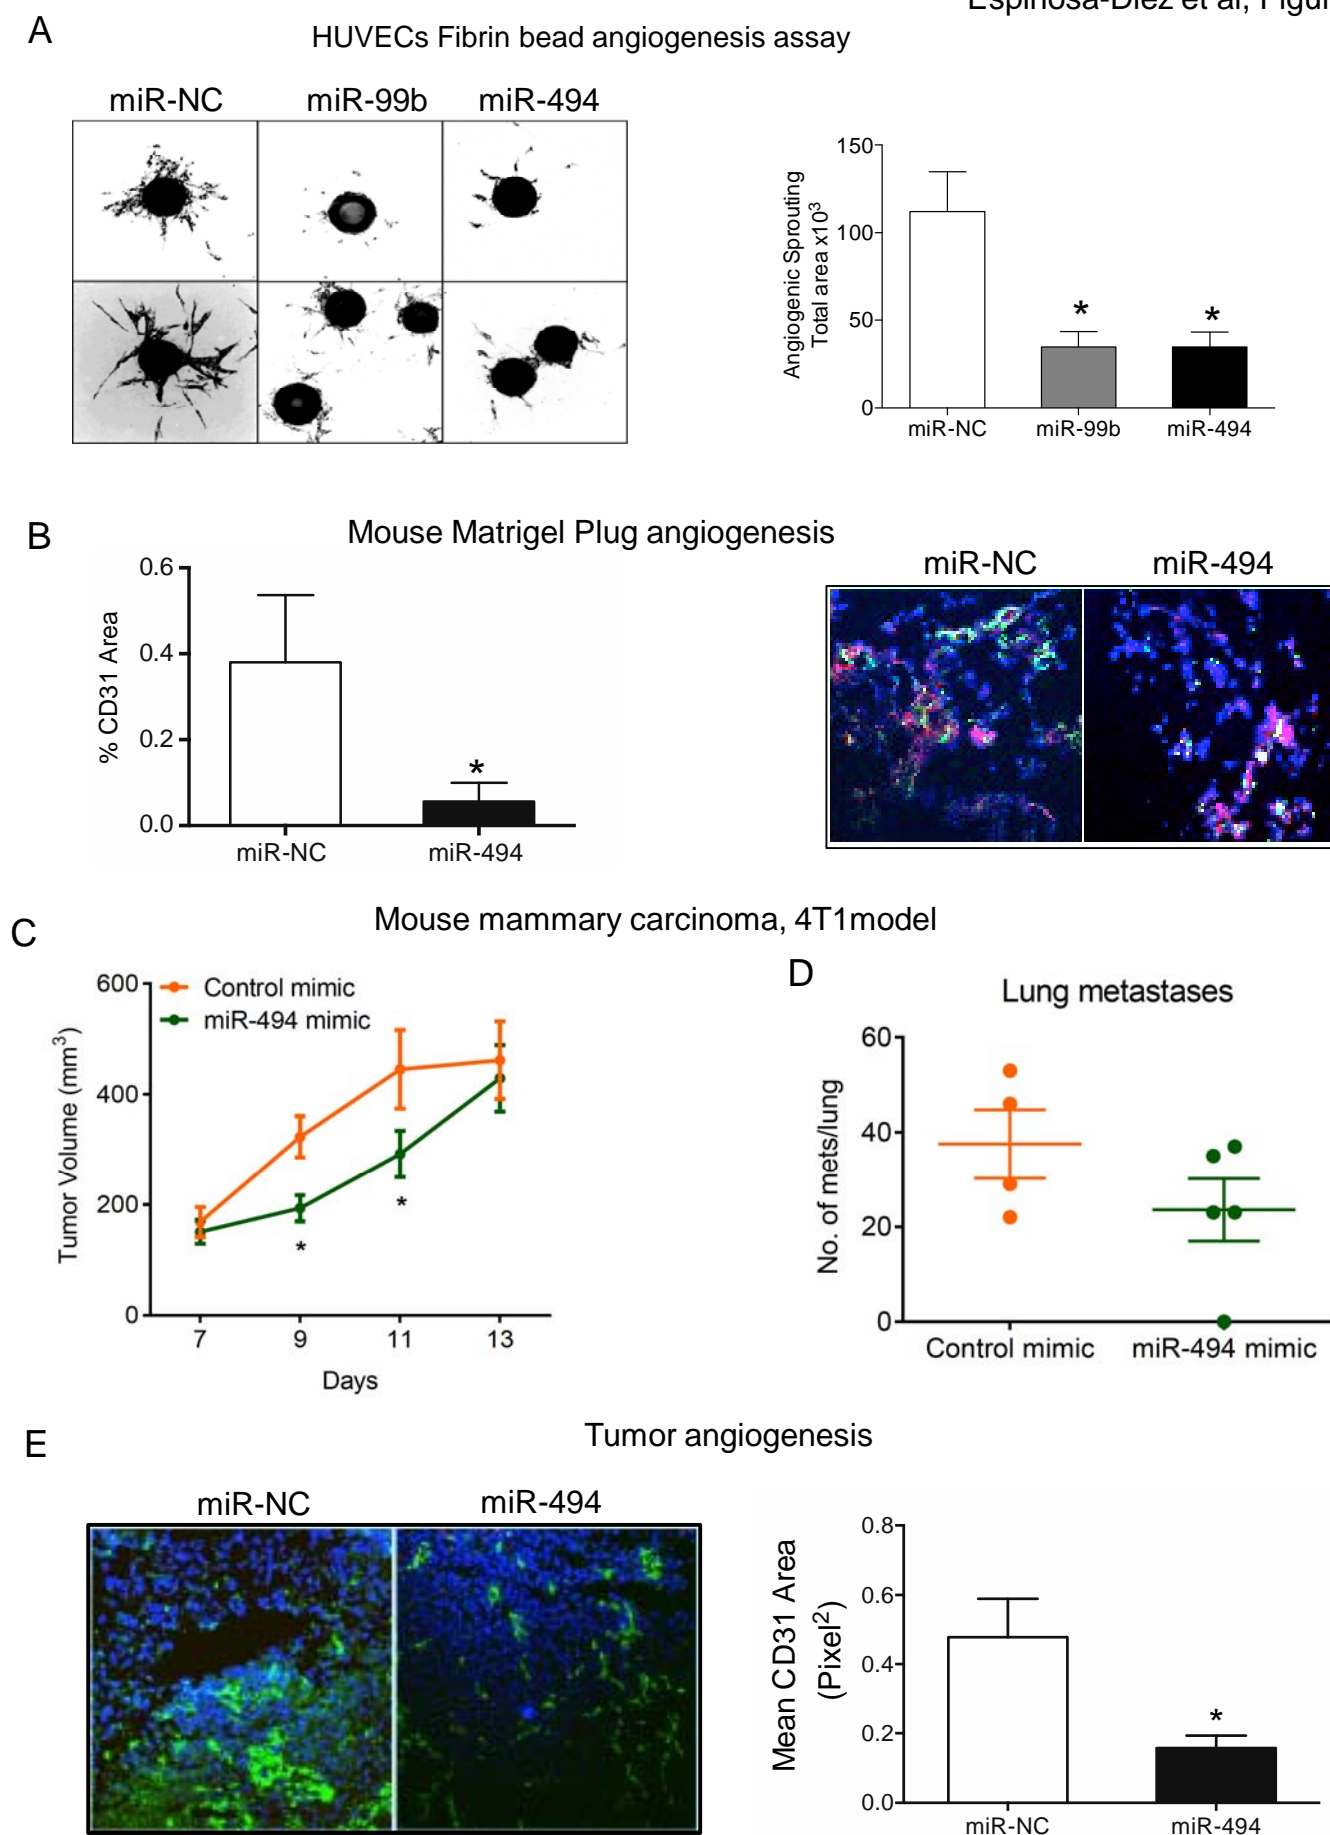 Espinosa-Diez et al, Figu
A
HUVECs Fibrin bead angiogenesis assay
miR-NC miR-99b miR-494
Angiogenic Sprouting
Total area x103
150
100
50
0
* *
miR-NC miR-99b miR-494
B
Mouse Matrigel Plug angiogenesis
% CD31 Area
0.6
0.4
0.2
0.0
*
miR-NC miR-494
miR-NC miR-494
C
Mouse mammary carcinoma, 4T1model
Tumor Volume (mm3)
600
400
200
0
Control mimic
miR-494 mimic
*
*
7 9 11 13
Days
D
Lung metastases
No. of mets/lung
60
40
20
0
Control mimic miR-494 mimic
E
Tumor angiogenesis
miR-NC miR-494
Mean CD31 Area
(Pixel2)
0.8
0.6
0.4
0.2
0.0
*
miR-NC miR-494